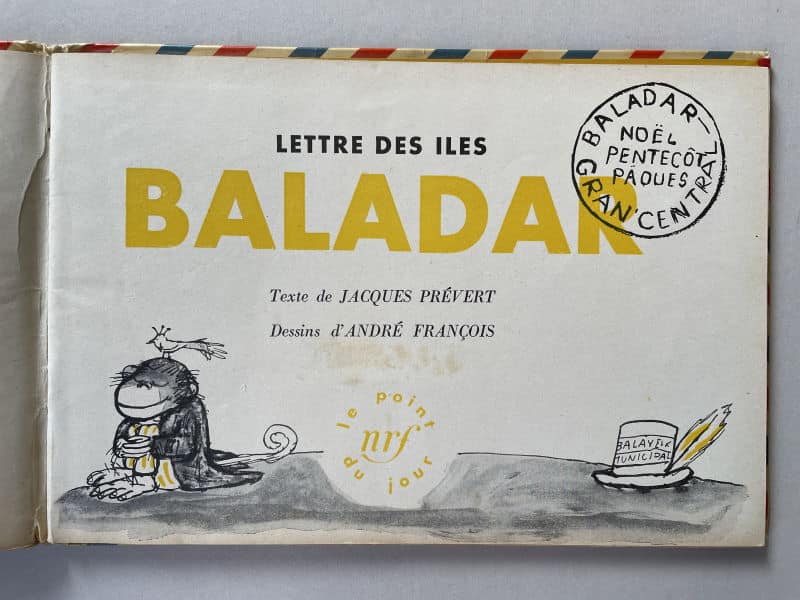 LETTRE DES ILES
BALADAR
BALADAR—
GRAN'CENTRAL
NOËL
PENTECÔT
PÂQUES
Texte de JACQUES PRÉVERT
Dessins d'ANDRÉ FRANÇOIS
le point
nrf
du jour
BALAYEUR
MUNICIPAL